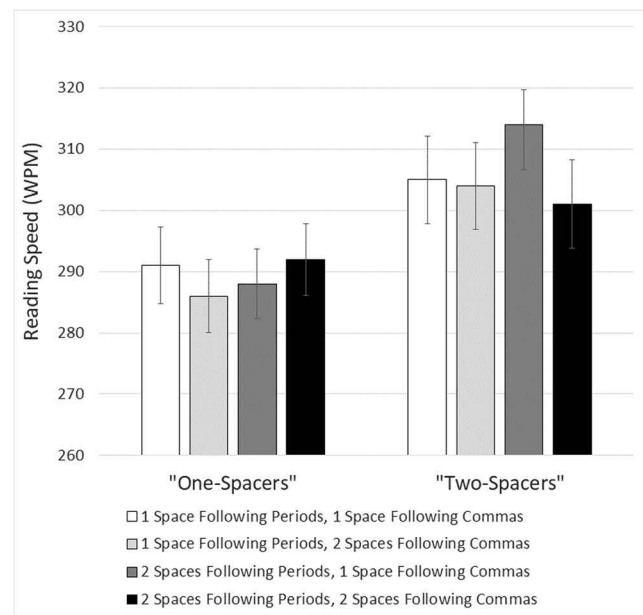 330
320
310
300
290
280
270
260
Reading Speed (WPM)
"One-Spacers" "Two-Spacers"
1 Space Following Periods, 1 Space Following Commas
1 Space Following Periods, 2 Spaces Following Commas
2 Spaces Following Periods, 1 Space Following Commas
2 Spaces Following Periods, 2 Spaces Following Commas